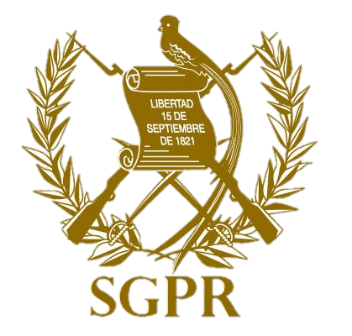 LIBERTAD
15 DE
SEPTIEMBRE
DE 1821
SGPR